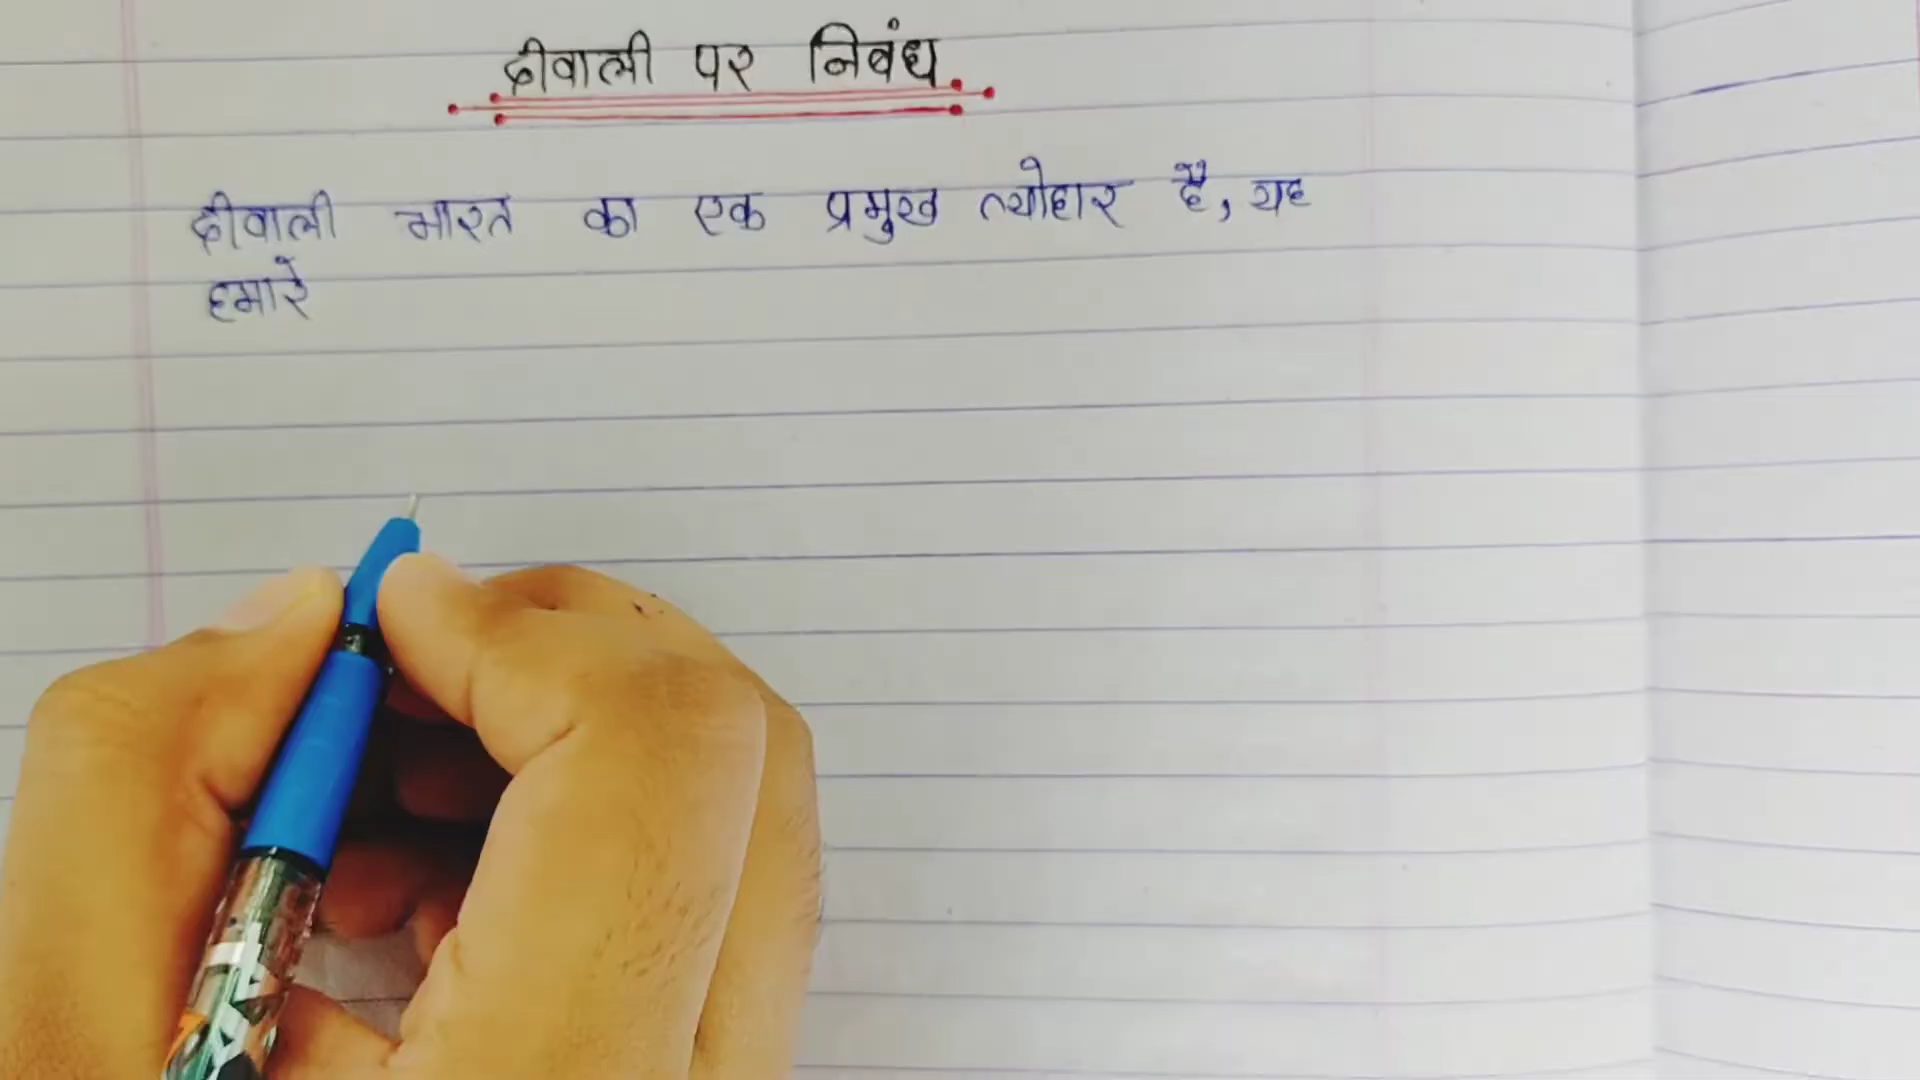 दीवाली पर निबंध
दीवाली भारत का एक प्रमुख त्योहार है, यह
हमारे